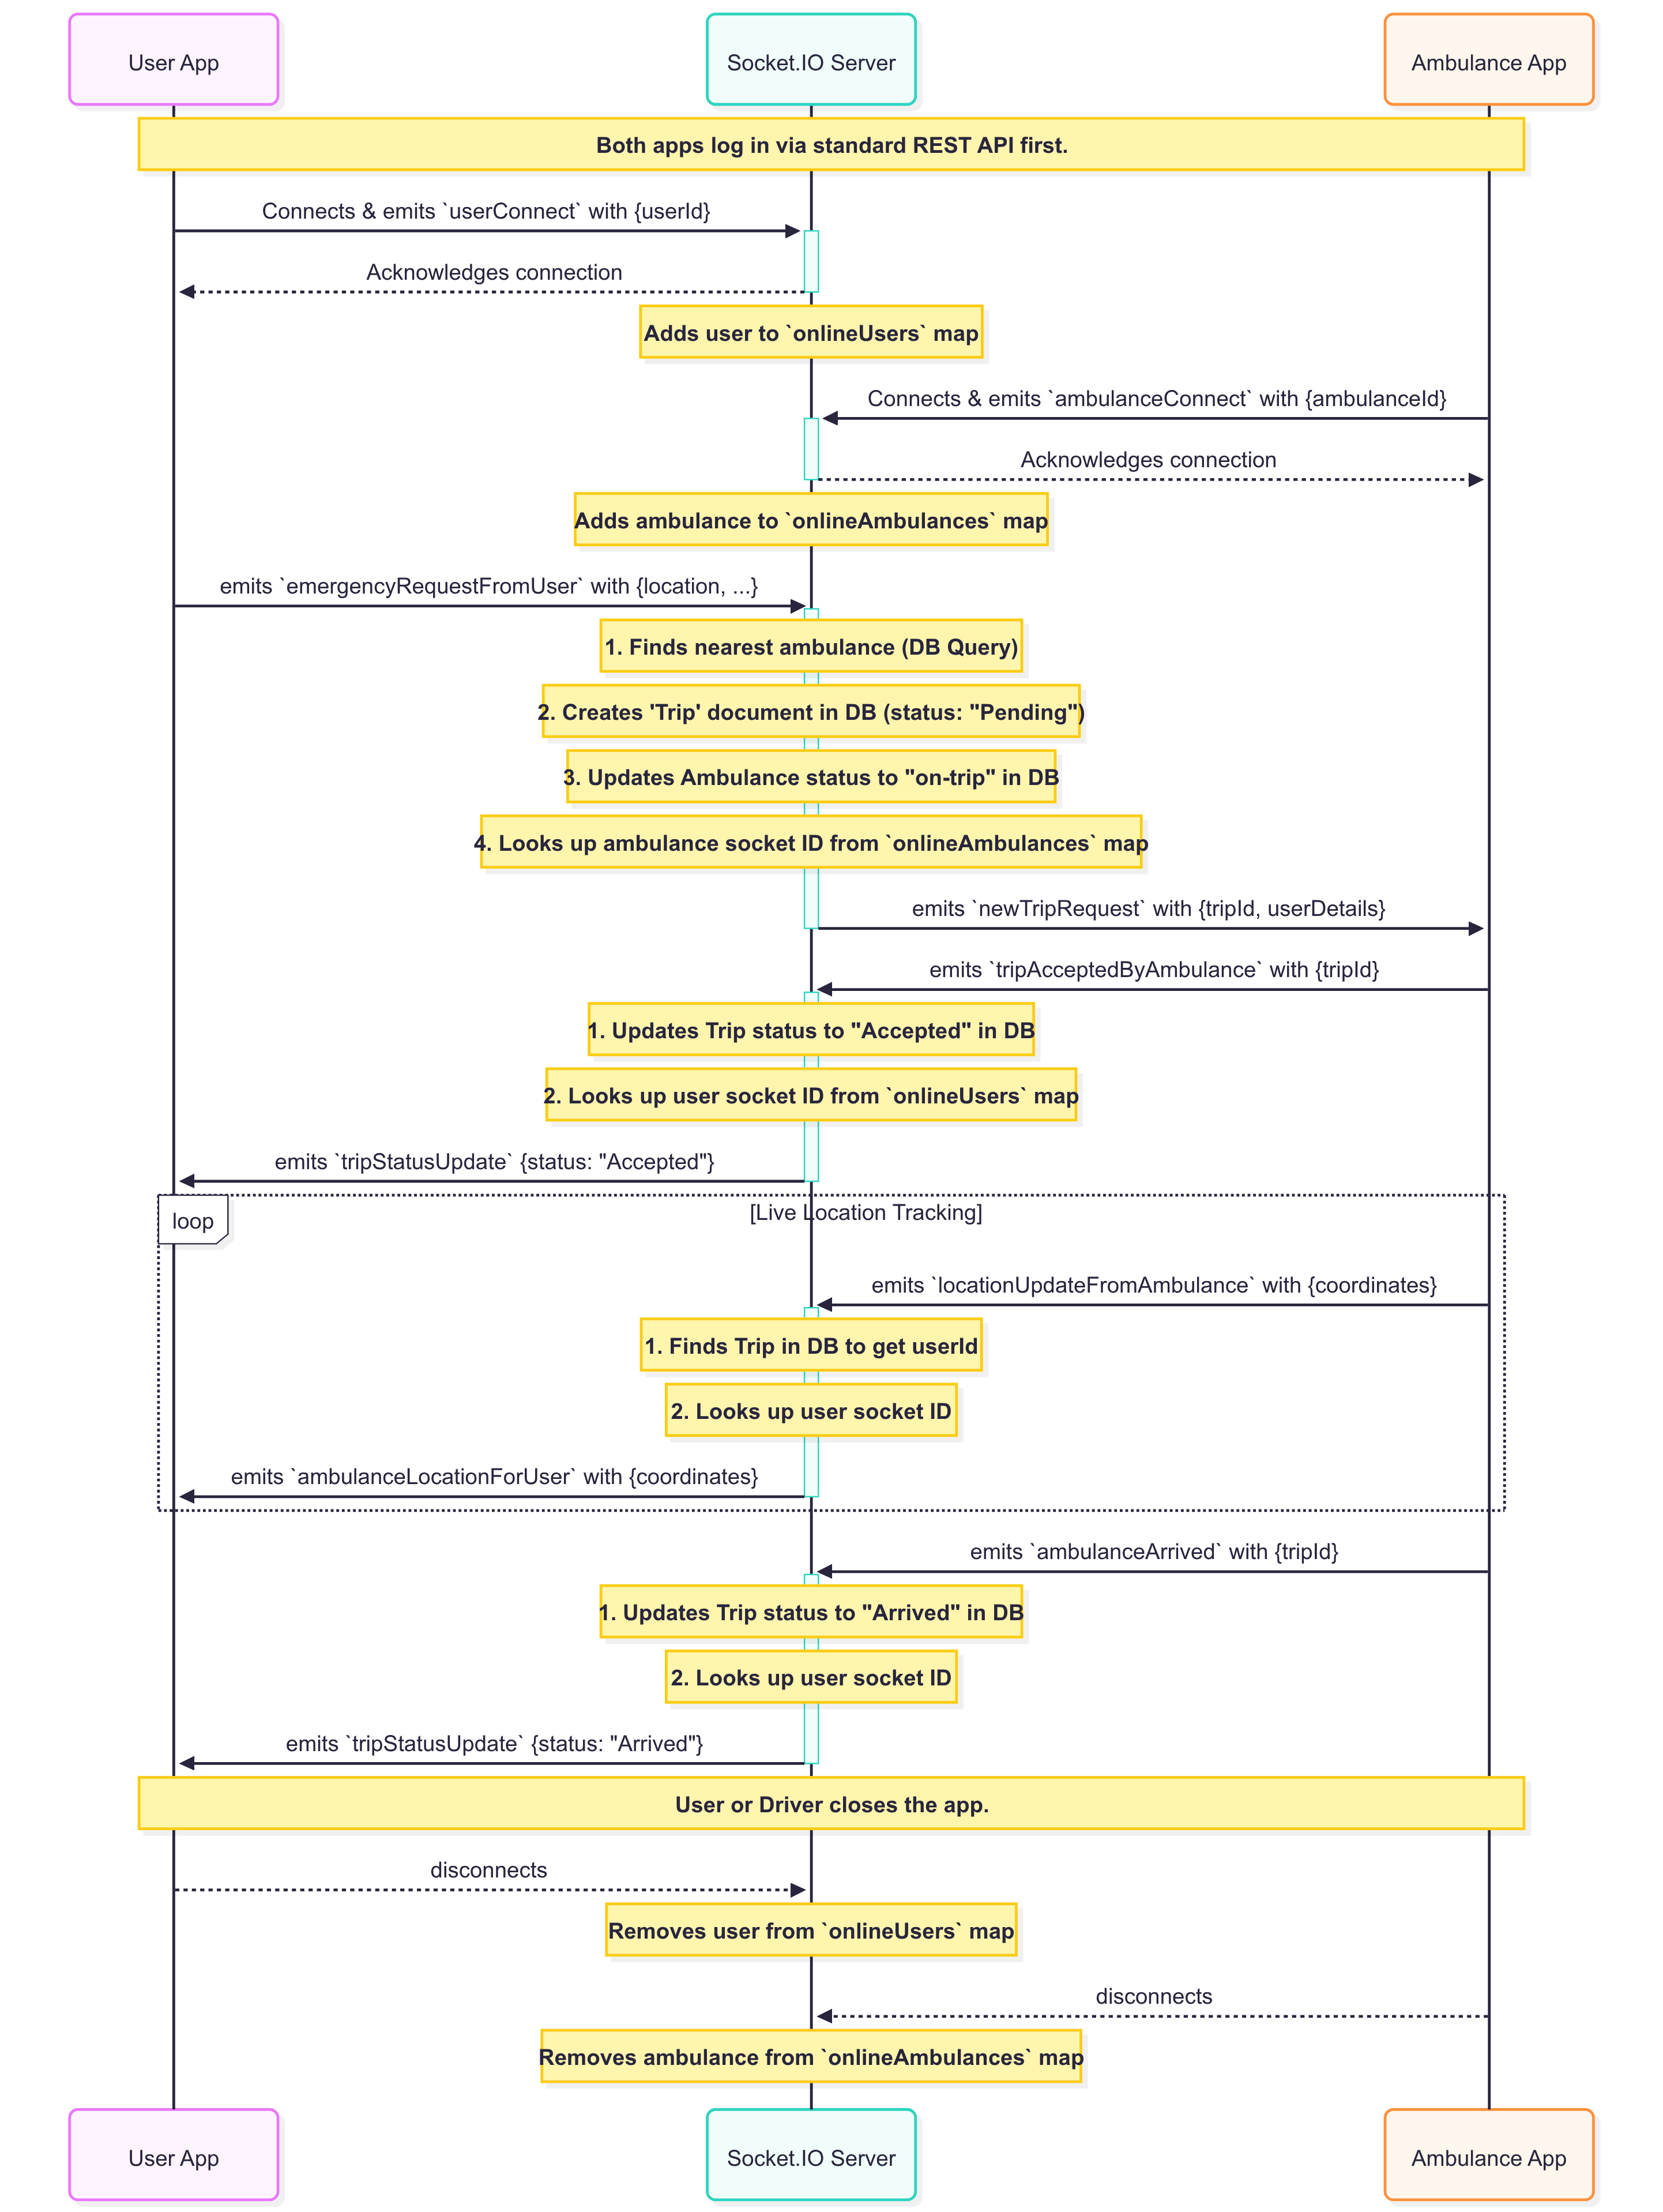 User App
Socket.IO Server
Ambulance App
Both apps log in via standard REST API first.
Connects & emits `userConnect` with {userId}
Acknowledges connection
Adds user to `onlineUsers` map
Connects & emits `ambulanceConnect` with {ambulanceId}
Acknowledges connection
Adds ambulance to `onlineAmbulances` map
emits `emergencyRequestFromUser` with {location, ...}
1. Finds nearest ambulance (DB Query)
2. Creates 'Trip' document in DB (status: "Pending")
3. Updates Ambulance status to "on-trip" in DB
4. Looks up ambulance socket ID from `onlineAmbulances` map
emits `newTripRequest` with {tripId, userDetails}
emits `tripAcceptedByAmbulance` with {tripId}
1. Updates Trip status to "Accepted" in DB
2. Looks up user socket ID from `onlineUsers` map
emits `tripStatusUpdate` {status: "Accepted"}
loop
[Live Location Tracking]
emits `locationUpdateFromAmbulance` with {coordinates}
1. Finds Trip in DB to get userId
2. Looks up user socket ID
emits `ambulanceLocationForUser` with {coordinates}
emits `ambulanceArrived` with {tripId}
1. Updates Trip status to "Arrived" in DB
2. Looks up user socket ID
emits `tripStatusUpdate` {status: "Arrived"}
User or Driver closes the app.
disconnects
Removes user from `onlineUsers` map
disconnects
Removes ambulance from `onlineAmbulances` map
User App
Socket.IO Server
Ambulance App